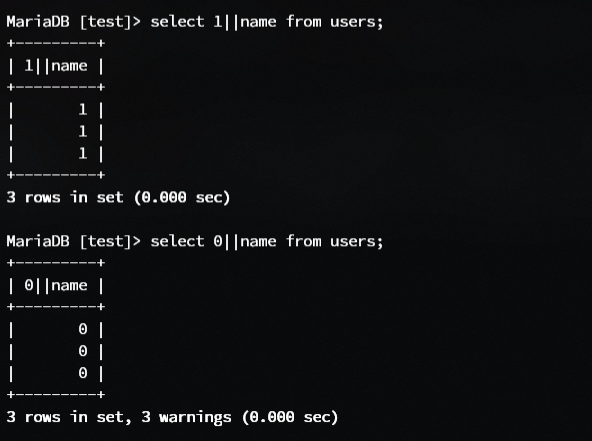 MariaDB [test]> select 1||name from users;
+---------+
| 1||name |
+---------+
|       1 |
|       1 |
|       1 |
+---------+
3 rows in set (0.000 sec)
MariaDB [test]> select 0||name from users;
+---------+
| 0||name |
+---------+
|       0 |
|       0 |
|       0 |
+---------+
3 rows in set, 3 warnings (0.000 sec)